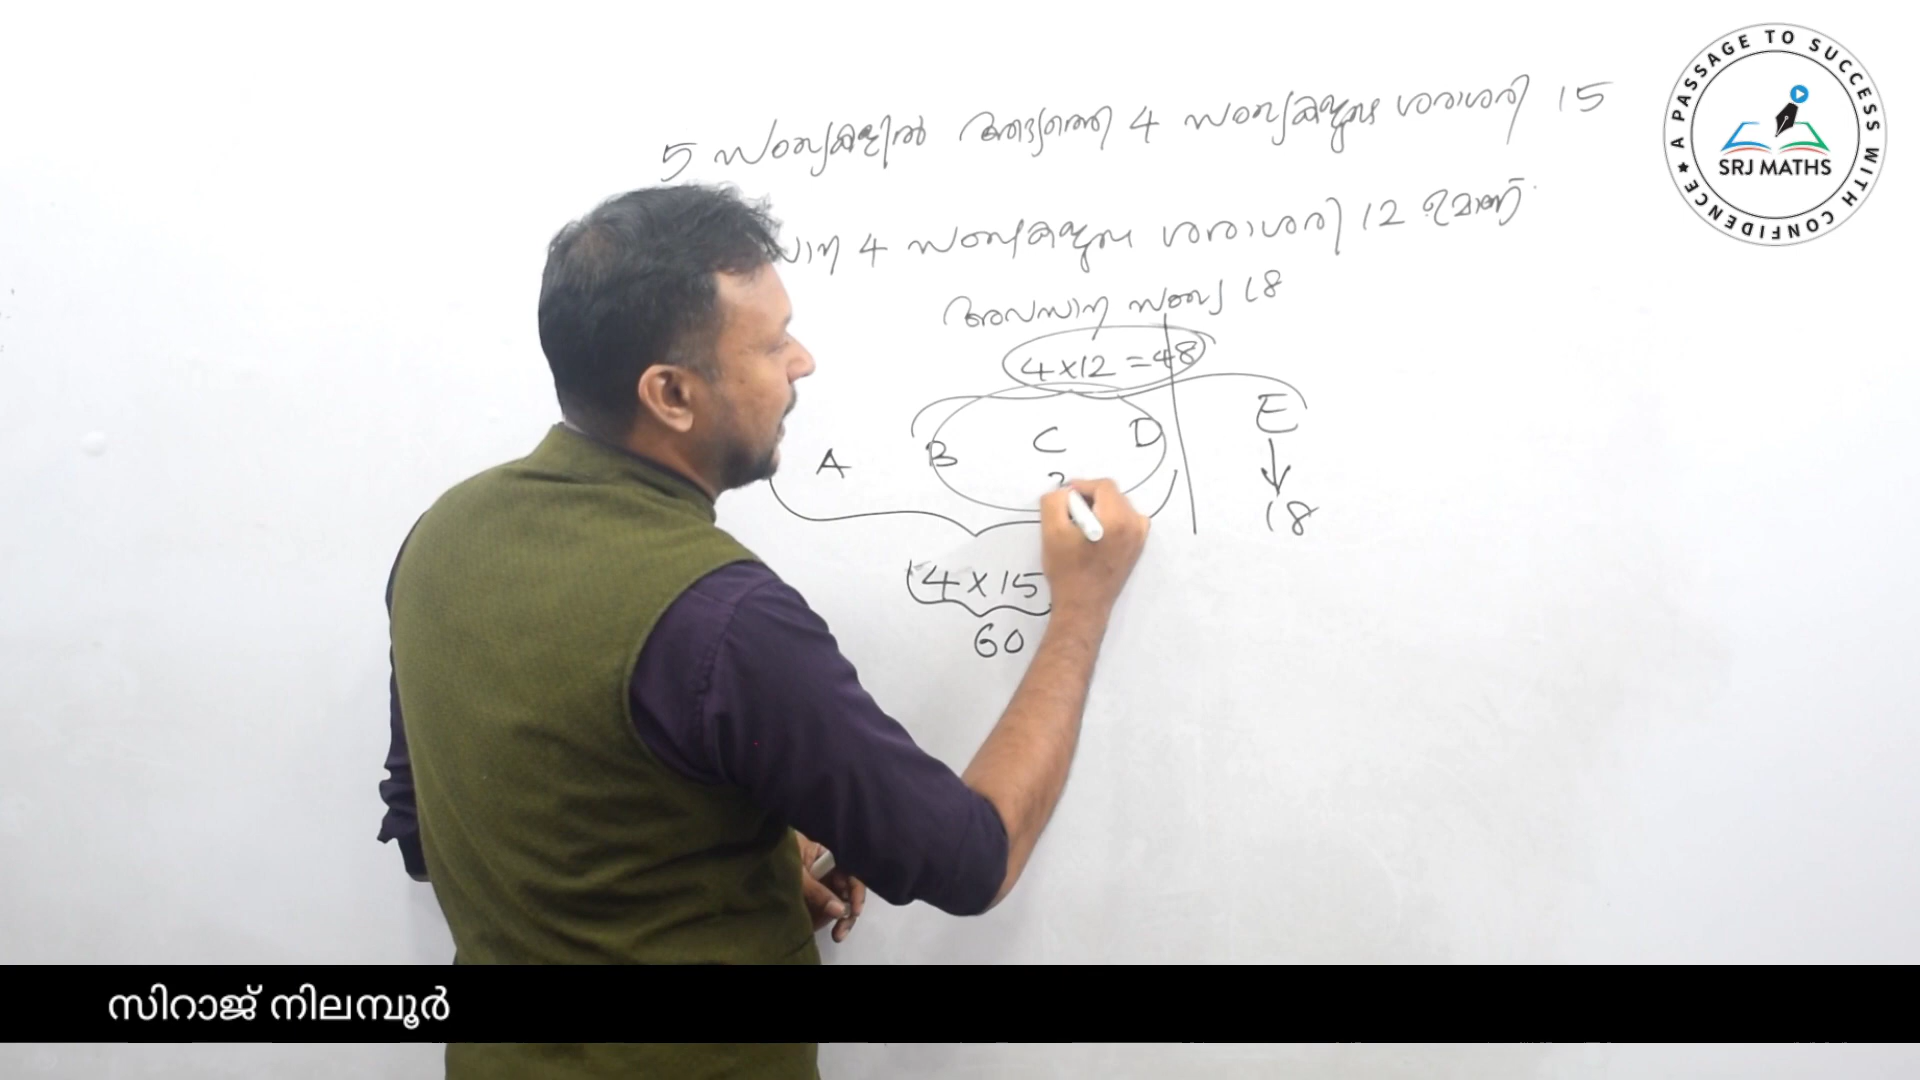 5 സംഖ്യകളിൽ ആദ്യത്തെ 4 സംഖ്യകളുടെ ശരാശരി 15
4 സംഖ്യകളുടെ ശരാശരി 12 ഉമാണ്.
അവസാന സംഖ്യ 18
4 x 12 = 48
A B C D E
18
4 x 15
60
A PASSAGE TO SUCCESS WITH CONFIDENCE
SRJ MATHS
സിറാജ് നിലമ്പൂർ